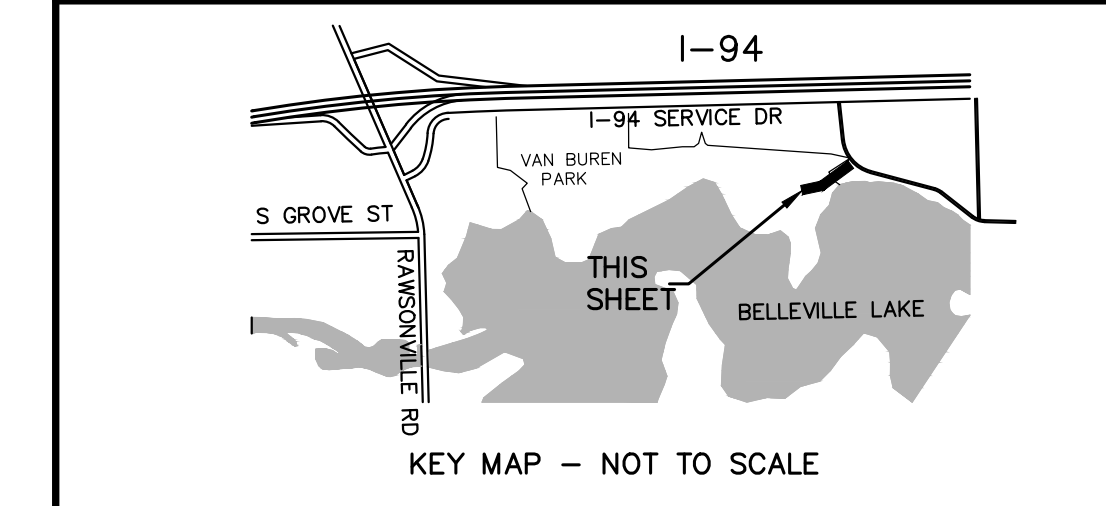 I-94
I-94 SERVICE DR
VAN BUREN
PARK
S GROVE ST
RAWSONVILLE RD
THIS
SHEET
BELLEVILLE LAKE
KEY MAP - NOT TO SCALE